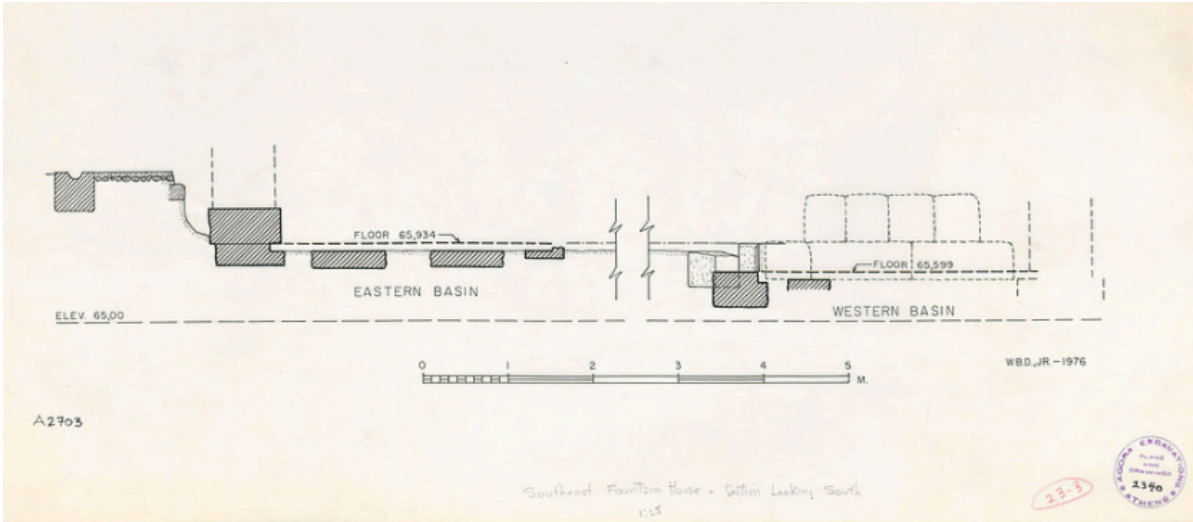 FLOOR 65,934
FLOOR 65,599
EASTERN BASIN
WESTERN BASIN
ELEV. 65,00
0 1 2 3 4 5 M.
W.B.D., JR.-1976
A2703
Southeast Fountain House - Section Looking South
1:25
23-3
AGORA EXCAVATIONS
PLANS
AND
DRAWINGS
2340
ATHENS